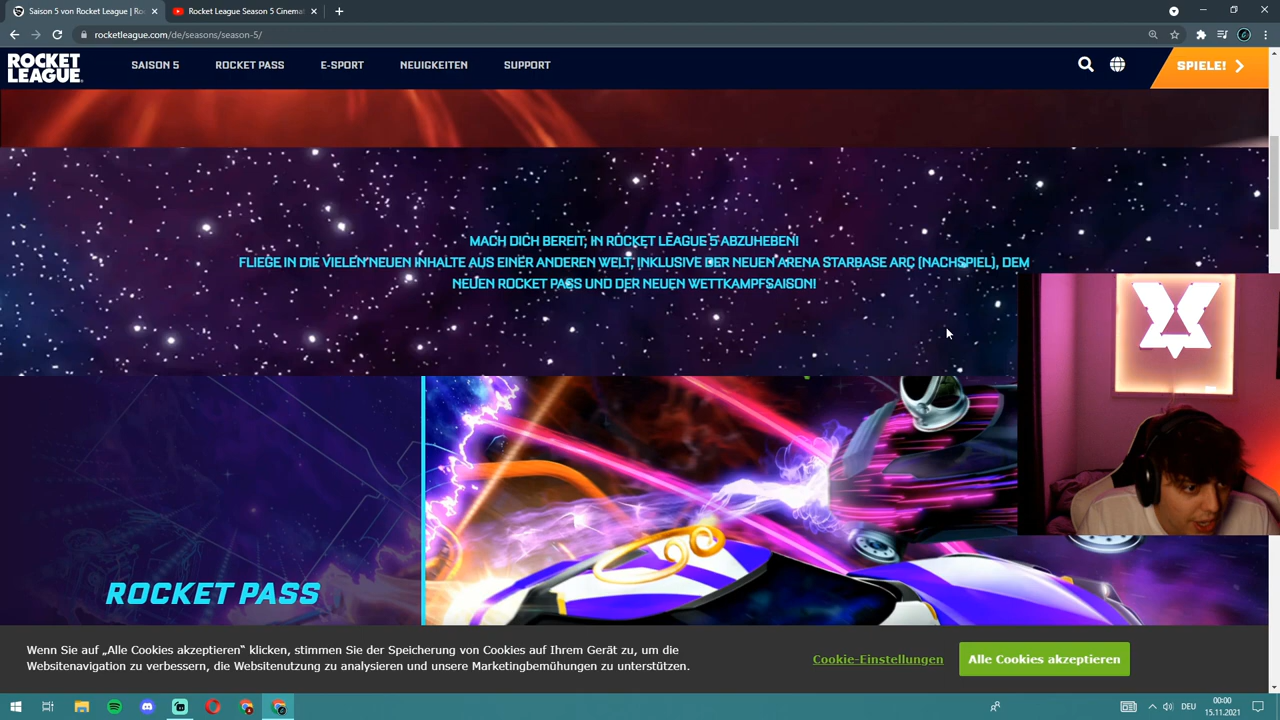 Saison 5 von Rocket League | Ro
Rocket League Season 5 Cinema
rocketleague.com/de/seasons/season-5/
ROCKET LEAGUE
SAISON 5
ROCKET PASS
E-SPORT
NEUIGKEITEN
SUPPORT
SPIELE!
MACH DICH BEREIT, IN ROCKET LEAGUE 5 ABZUHEBEN!
FLIEGE IN DIE VIELEN NEUEN INHALTE AUS EINER ANDEREN WELT, INKLUSIVE DER NEUEN ARENA STARBASE ARC (NACHSPIEL), DEM
NEUEN ROCKET PASS UND DER NEUEN WETTKAMPFSAISON!
ROCKET PASS
Wenn Sie auf „Alle Cookies akzeptieren“ klicken, stimmen Sie der Speicherung von Cookies auf Ihrem Gerät zu, um die
Websitenavigation zu verbessern, die Websitenutzung zu analysieren und unsere Marketingbemühungen zu unterstützen.
Cookie-Einstellungen
Alle Cookies akzeptieren
DEU
00:00
15.11.2021